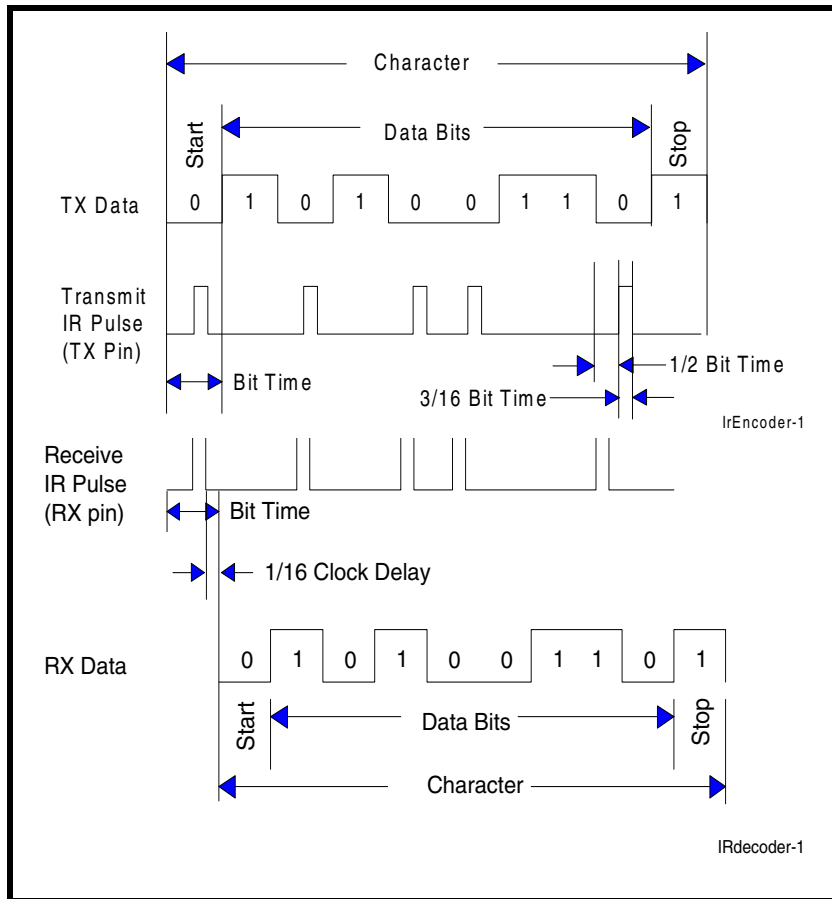 Character
Start
Data Bits
Stop
TX Data
0 1 0 1 0 0 1 1 0 1
Transmit
IR Pulse
(TX Pin)
Bit Time
1/2 Bit Time
3/16 Bit Time
IrEncoder-1
Receive
IR Pulse
(RX pin)
Bit Time
1/16 Clock Delay
RX Data
0 1 0 1 0 0 1 1 0 1
Start
Data Bits
Stop
Character
IRdecoder-1